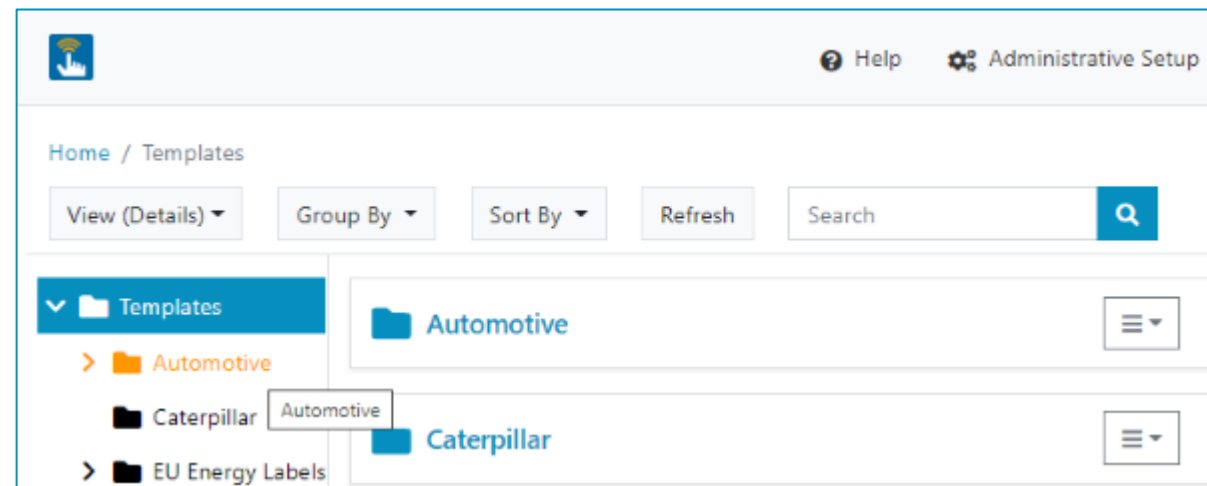 Help Administrative Setup
Home / Templates
View (Details) Group By Sort By Refresh Search
Templates
Automotive
Caterpillar
EU Energy Labels
Automotive
Automotive
Caterpillar